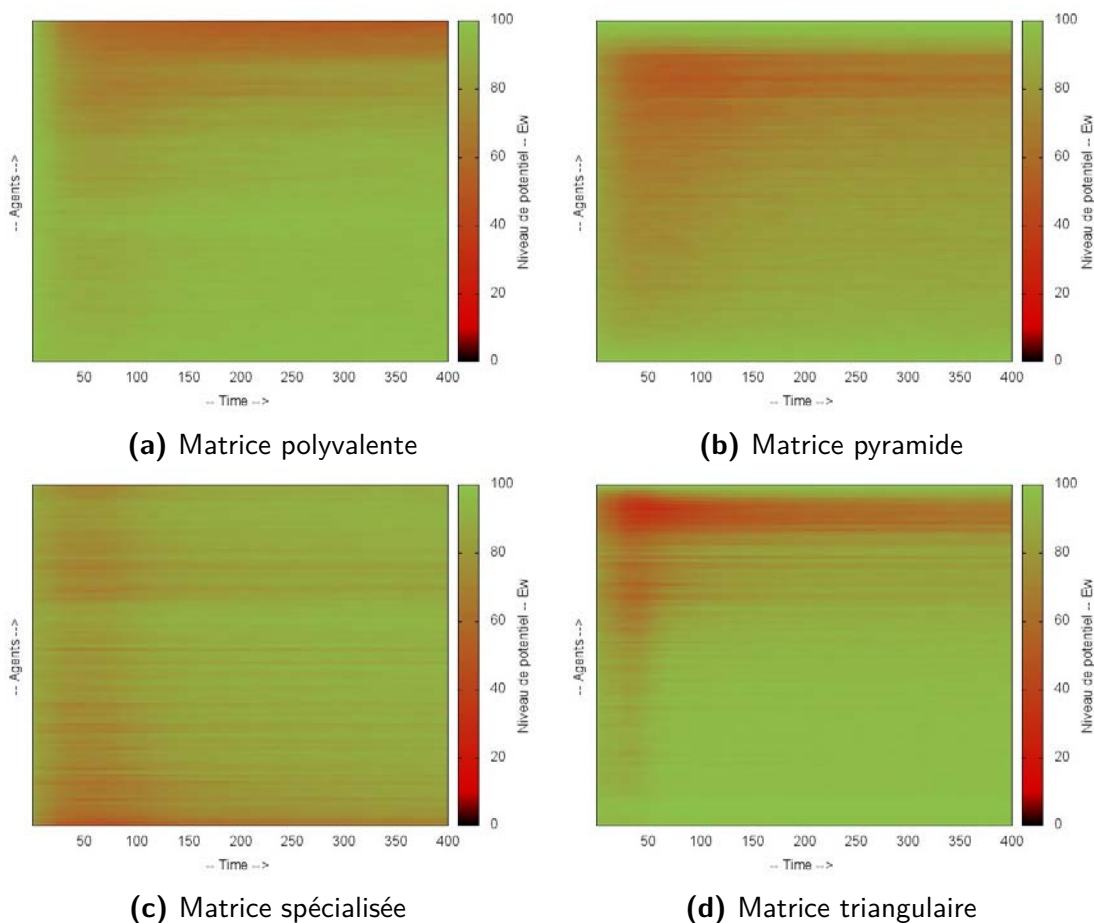 100
80
60
40
20
0
Niveau de potentiel -- Ew
-- Agents -->
50 100 150 200 250 300 350 400
-- Time -->
(a) Matrice polyvalente
100
80
60
40
20
0
Niveau de potentiel -- Ew
-- Agents -->
50 100 150 200 250 300 350 400
-- Time -->
(b) Matrice pyramide
100
80
60
40
20
0
Niveau de potentiel -- Ew
-- Agents -->
50 100 150 200 250 300 350 400
-- Time -->
(c) Matrice spécialisée
100
80
60
40
20
0
Niveau de potentiel -- Ew
-- Agents -->
50 100 150 200 250 300 350 400
-- Time -->
(d) Matrice triangulaire